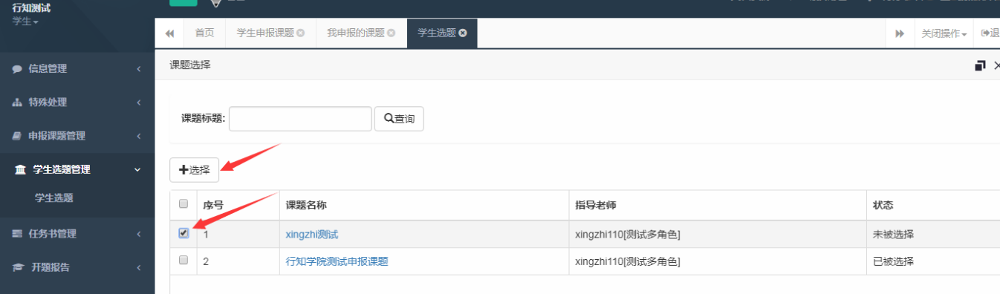 行知测试
学生
首页
学生申报课题
我申报的课题
学生选题
关闭操作
退
信息管理
特殊处理
申报课题管理
学生选题管理
学生选题
任务书管理
开题报告
课题选择
课题标题:
查询
选择
序号 课题名称 指导老师 状态
1 xingzhi测试 xingzhi110[测试多角色] 未被选择
2 行知学院测试申报课题 xingzhi110[测试多角色] 已被选择